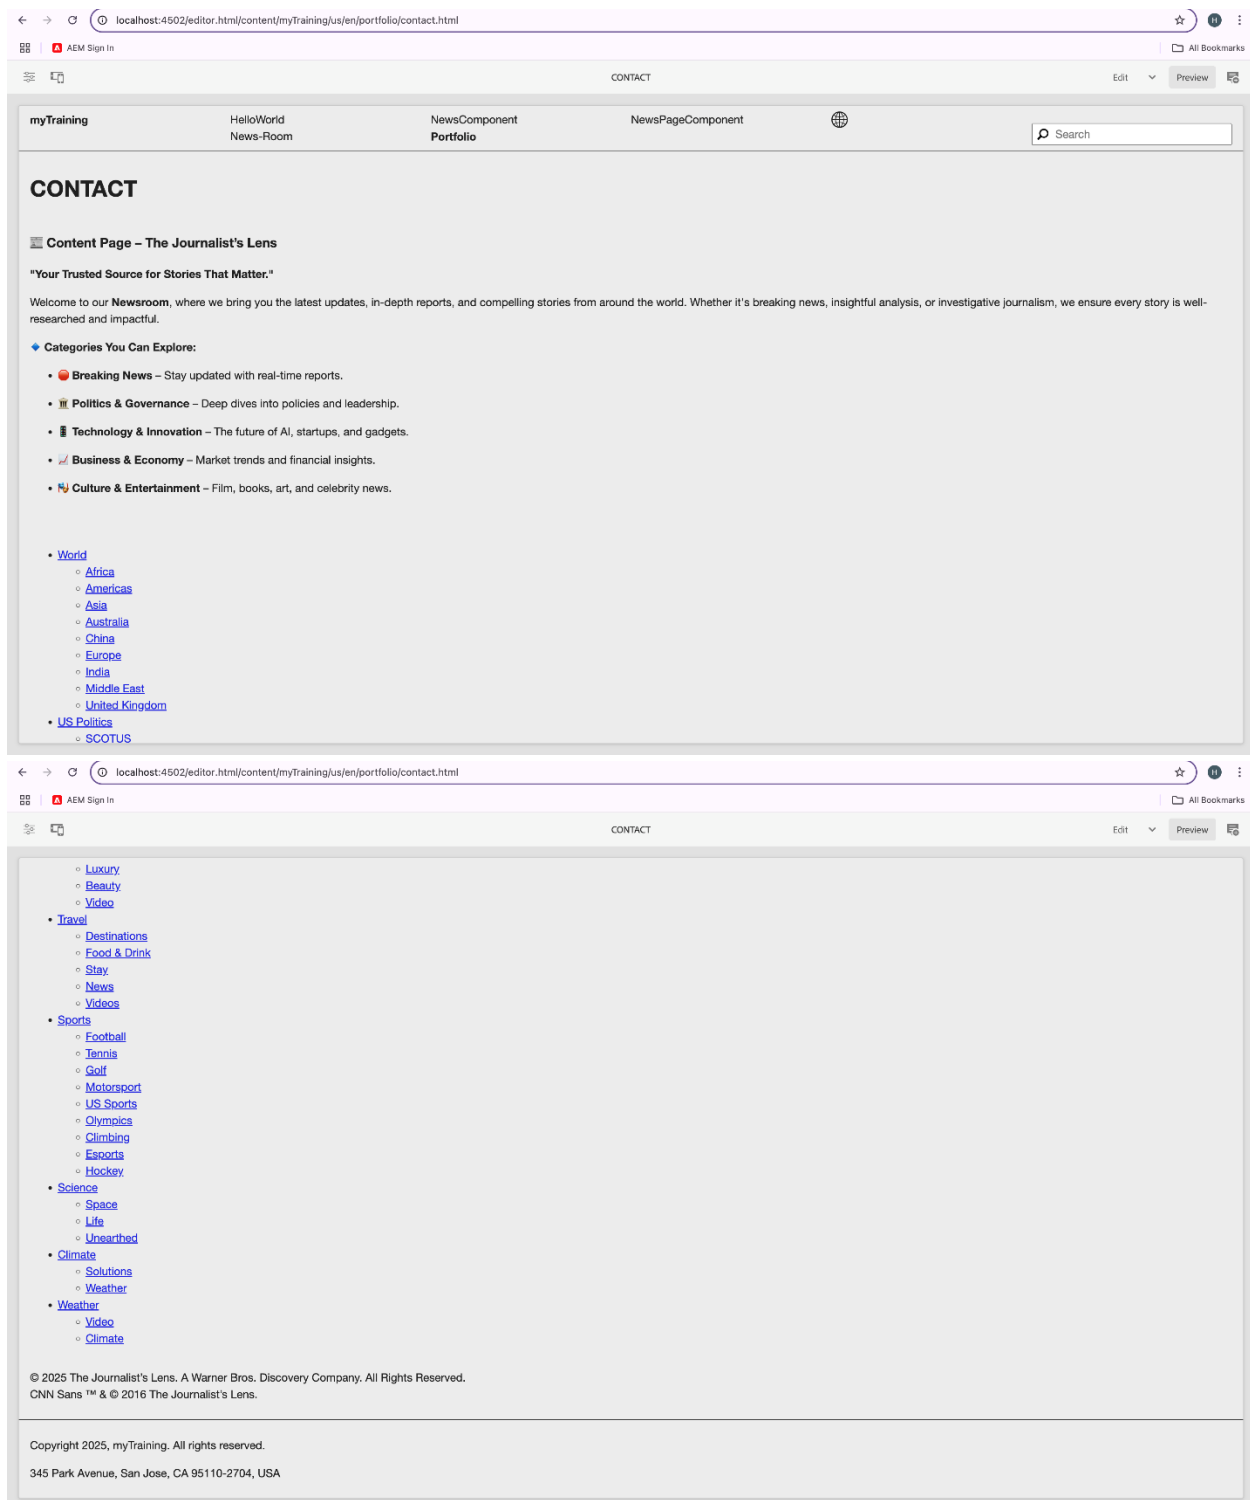 localhost:4502/editor.html/content/myTraining/us/en/portfolio/contact.html
H
AEM Sign In
All Bookmarks
CONTACT
Edit
Preview
myTraining
HelloWorld
NewsComponent
NewsPageComponent
News-Room
Portfolio
Search
CONTACT
Content Page – The Journalist's Lens
"Your Trusted Source for Stories That Matter."
Welcome to our Newsroom, where we bring you the latest updates, in-depth reports, and compelling stories from around the world. Whether it's breaking news, insightful analysis, or investigative journalism, we ensure every story is well-
researched and impactful.
Categories You Can Explore:
Breaking News – Stay updated with real-time reports.
Politics & Governance – Deep dives into policies and leadership.
Technology & Innovation – The future of AI, startups, and gadgets.
Business & Economy – Market trends and financial insights.
Culture & Entertainment – Film, books, art, and celebrity news.
World
Africa
Americas
Asia
Australia
China
Europe
India
Middle East
United Kingdom
US Politics
SCOTUS
localhost:4502/editor.html/content/myTraining/us/en/portfolio/contact.html
H
AEM Sign In
All Bookmarks
CONTACT
Edit
Preview
Luxury
Beauty
Video
Travel
Destinations
Food & Drink
Stay
News
Videos
Sports
Football
Tennis
Golf
Motorsport
US Sports
Olympics
Climbing
Esports
Hockey
Science
Space
Life
Unearthed
Climate
Solutions
Weather
Weather
Video
Climate
© 2025 The Journalist's Lens. A Warner Bros. Discovery Company. All Rights Reserved.
CNN Sans ™ & © 2016 The Journalist's Lens.
Copyright 2025, myTraining. All rights reserved.
345 Park Avenue, San Jose, CA 95110-2704, USA